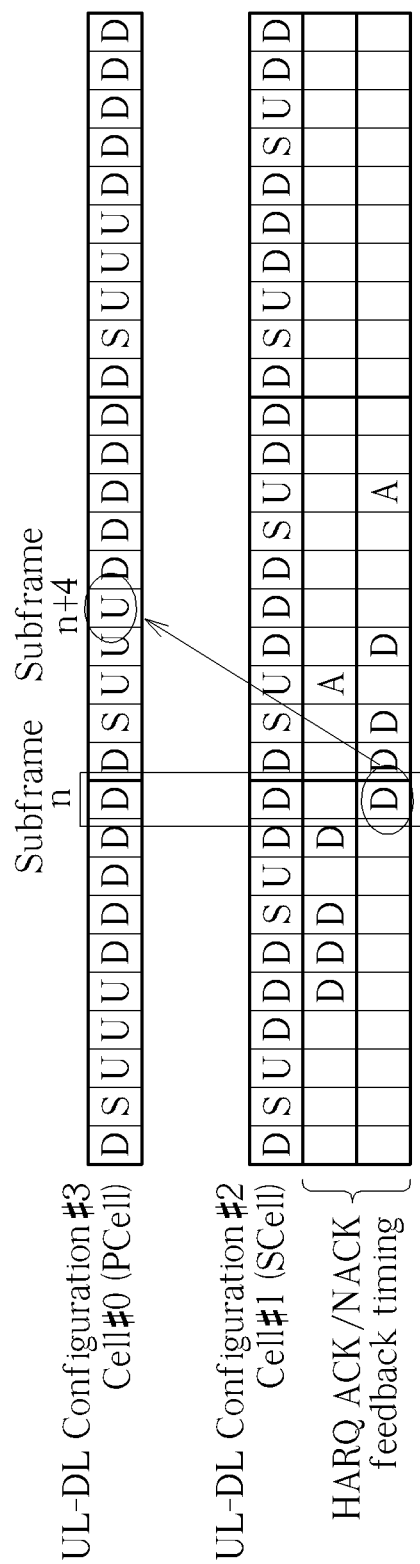 Subframe n
Subframe n+4
UL-DL Configuration#3
Cell#0 (PCell)
D S U U U D D D D D D S U U U D D D D D D S U U U D D D D D
UL-DL Configuration#2
Cell#1 (SCell)
D S U D D D S U D D D S U D D D S U D D D S U D D D S U D D
HARQ ACK/NACK
feedback timing
D D D D A
D D D D A